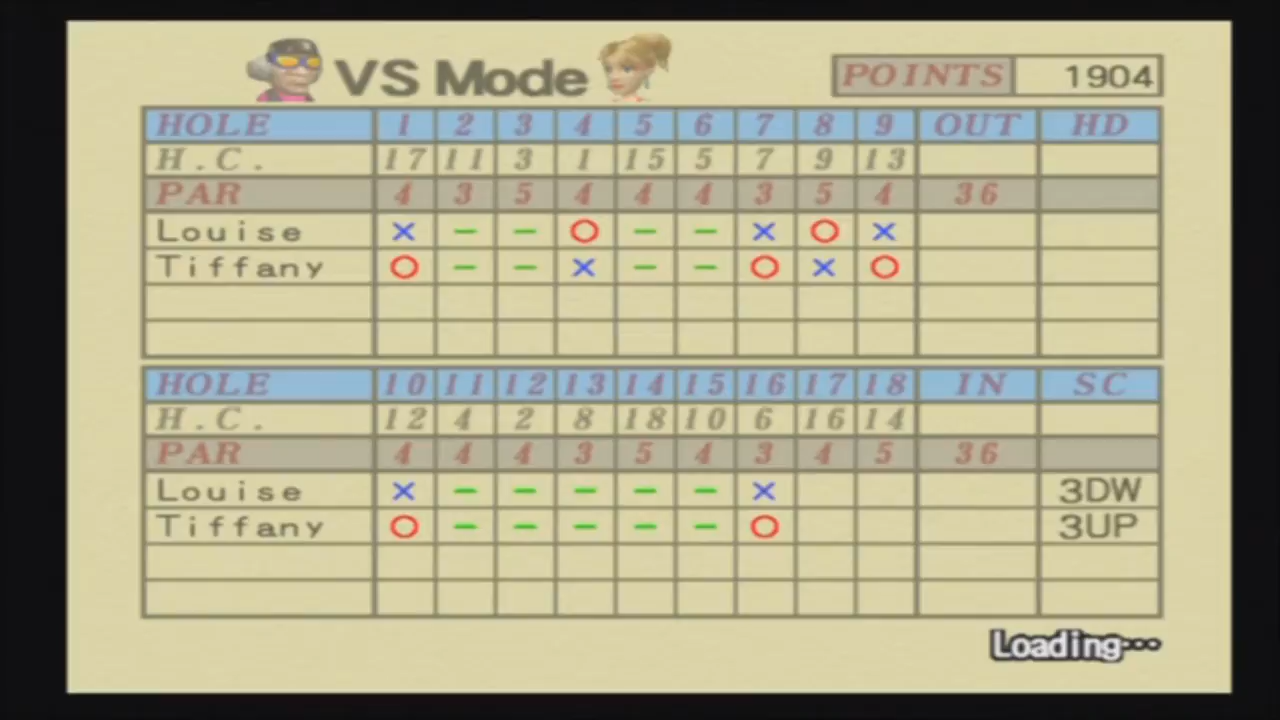 VS Mode POINTS 1904
HOLE 1 2 3 4 5 6 7 8 9 OUT HD
H.C. 17 11 3 1 15 5 7 9 13
PAR 4 3 5 4 4 4 3 5 4 36
Louise × – – ○ – – × ○ ×
Tiffany ○ – – × – – ○ × ○
HOLE 10 11 12 13 14 15 16 17 18 IN SC
H.C. 12 4 2 8 18 10 6 16 14
PAR 4 4 4 3 5 4 3 4 5 36
Louise × – – – – – × 3DW
Tiffany ○ – – – – – ○ 3UP
Loading···